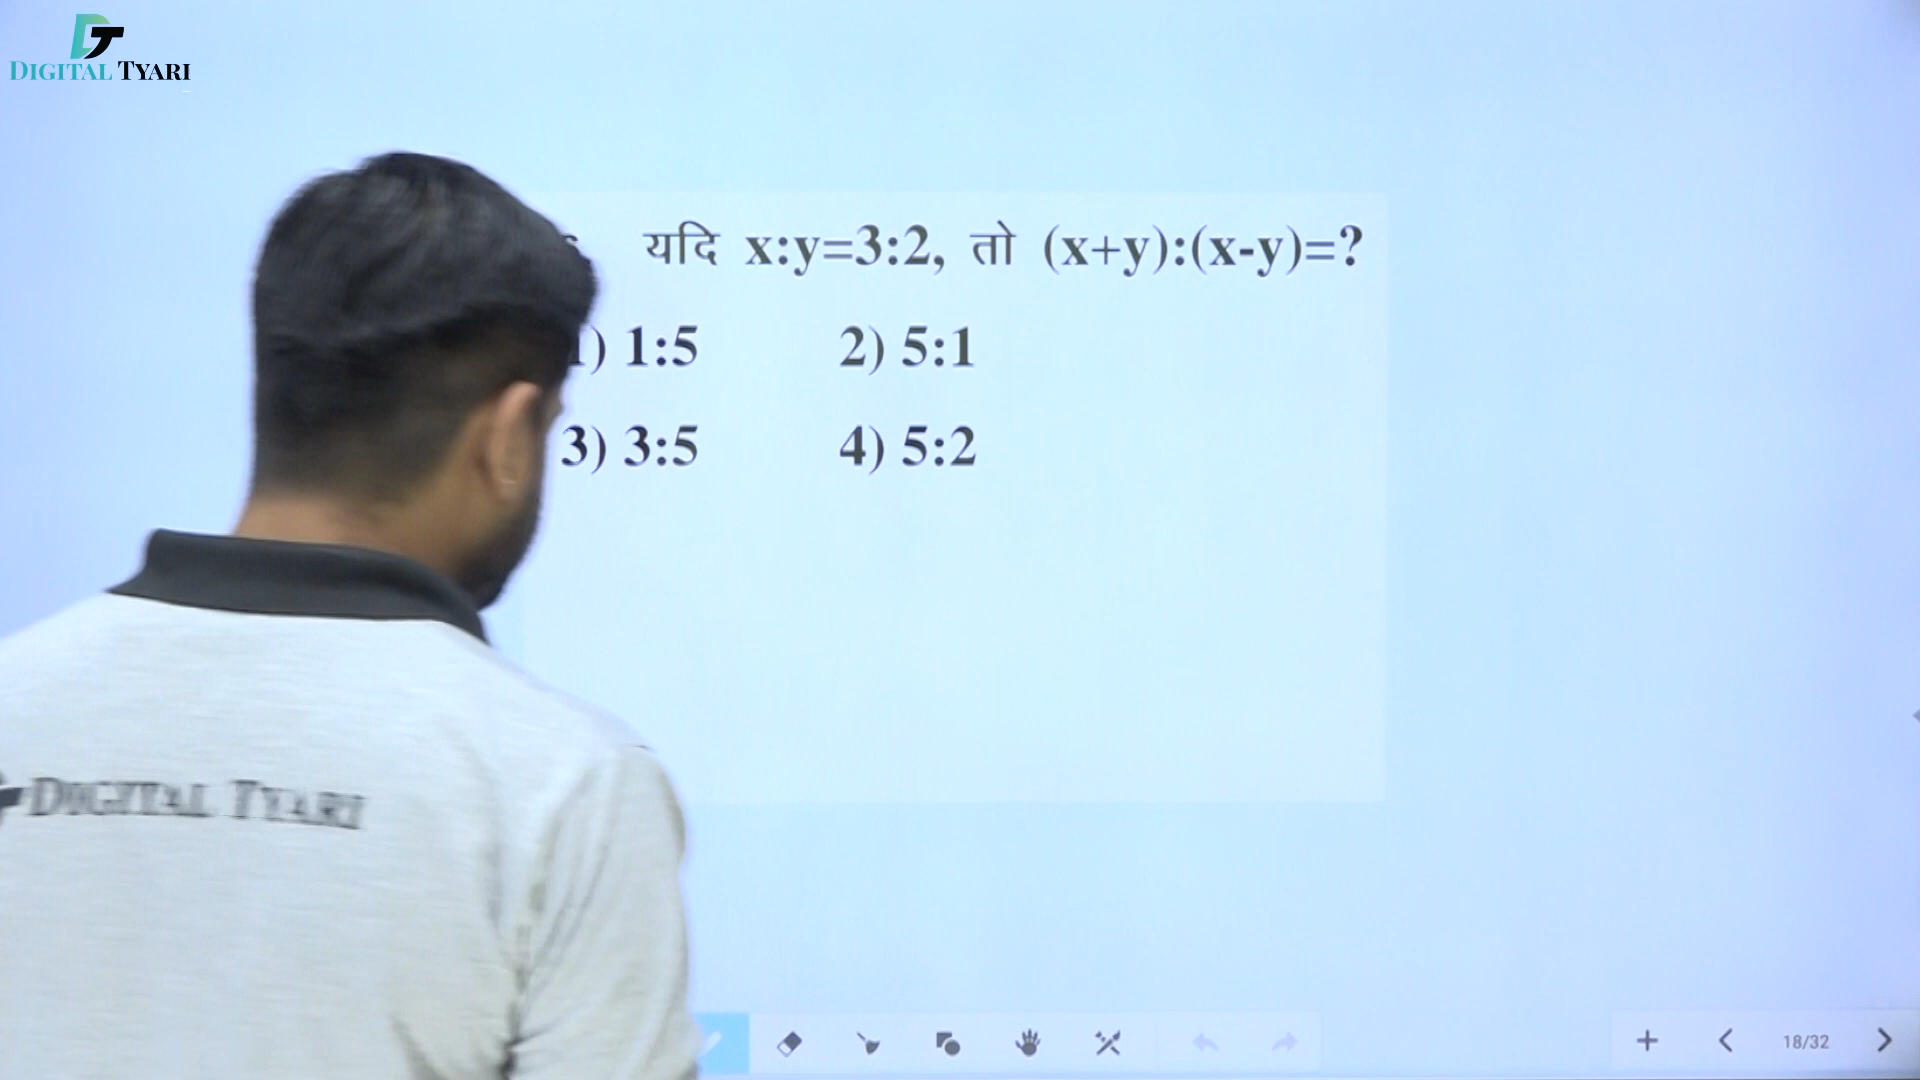 DIGITAL TYARI
यदि x:y=3:2, तो (x+y):(x-y)=?
1) 1:5 2) 5:1
3) 3:5 4) 5:2
DIGITAL TYARI
18/32